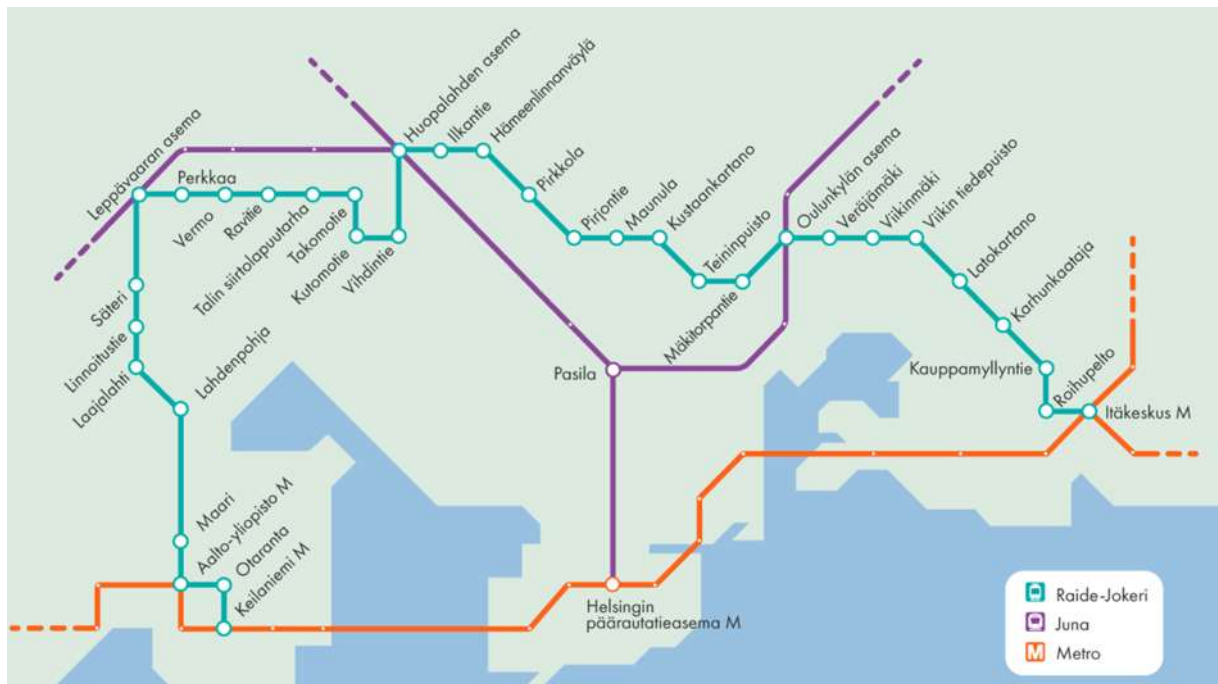 Leppävaaran asema
Perkkaa
Vermo
Ravitie
Talin siirtolapuutarha
Takomotie
Kutomotie
Vihdintie
Huopalahden asema
Ilkantie
Hämeenlinnanväylä
Pirkkola
Pirjontie
Maunula
Kustaankartano
Teininpuisto
Mäkitorpantie
Oulunkylän asema
Veräjämäki
Viikinmäki
Viikin tiedepuisto
Latokartano
Karhunkaataja
Kauppamyllyntie
Roihupelto
Itäkeskus M
Säteri
Linnoitustie
Laajalahti
Lahdenpohja
Pasila
Maari
Aalto-yliopisto M
Otaranta
Keilaniemi M
Helsingin
päärautatieasema M
Raide-Jokeri
Juna
M Metro